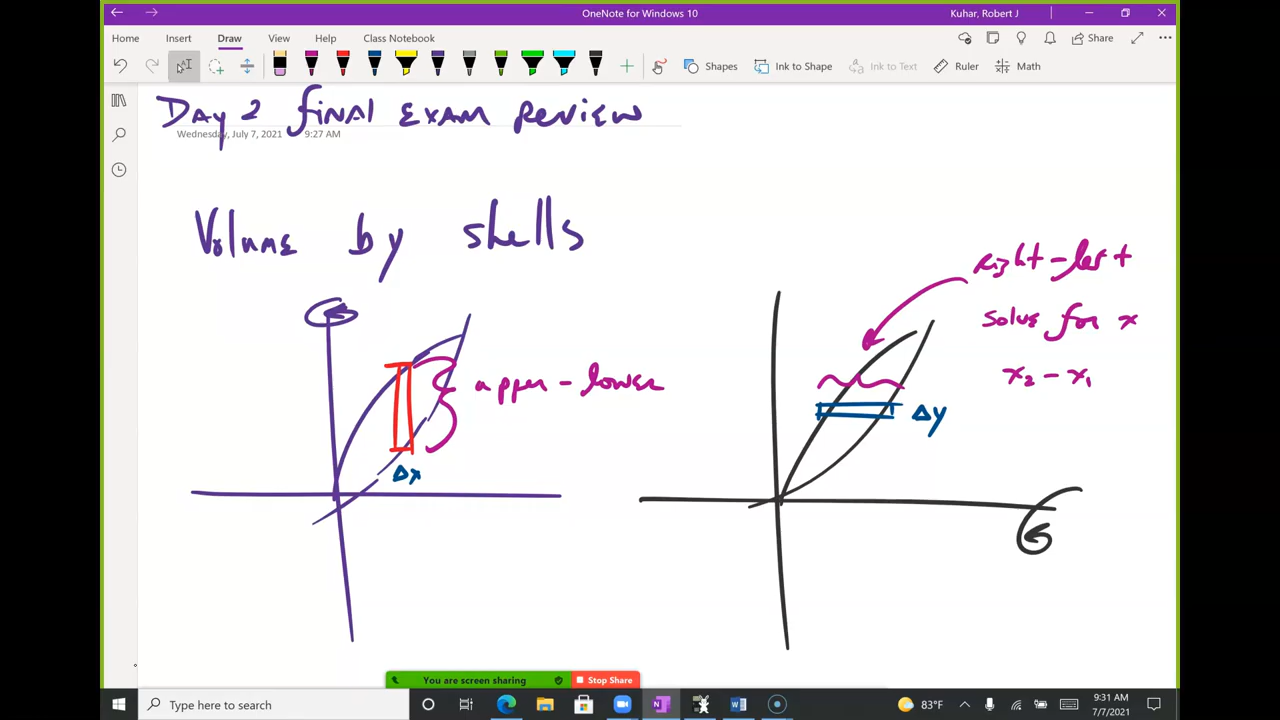 OneNote for Windows 10
Kuhar, Robert J
Home Insert Draw View Help Class Notebook
Share
Shapes Ink to Shape Ink to Text Ruler Math
Day 2 final exam review
Wednesday, July 7, 2021 9:27 AM
Volume by shells
right-left
solve for x
x₂ - x₁
upper-lower
Δy
Δx
You are screen sharing Stop Share
Type here to search
83°F
9:31 AM
7/7/2021